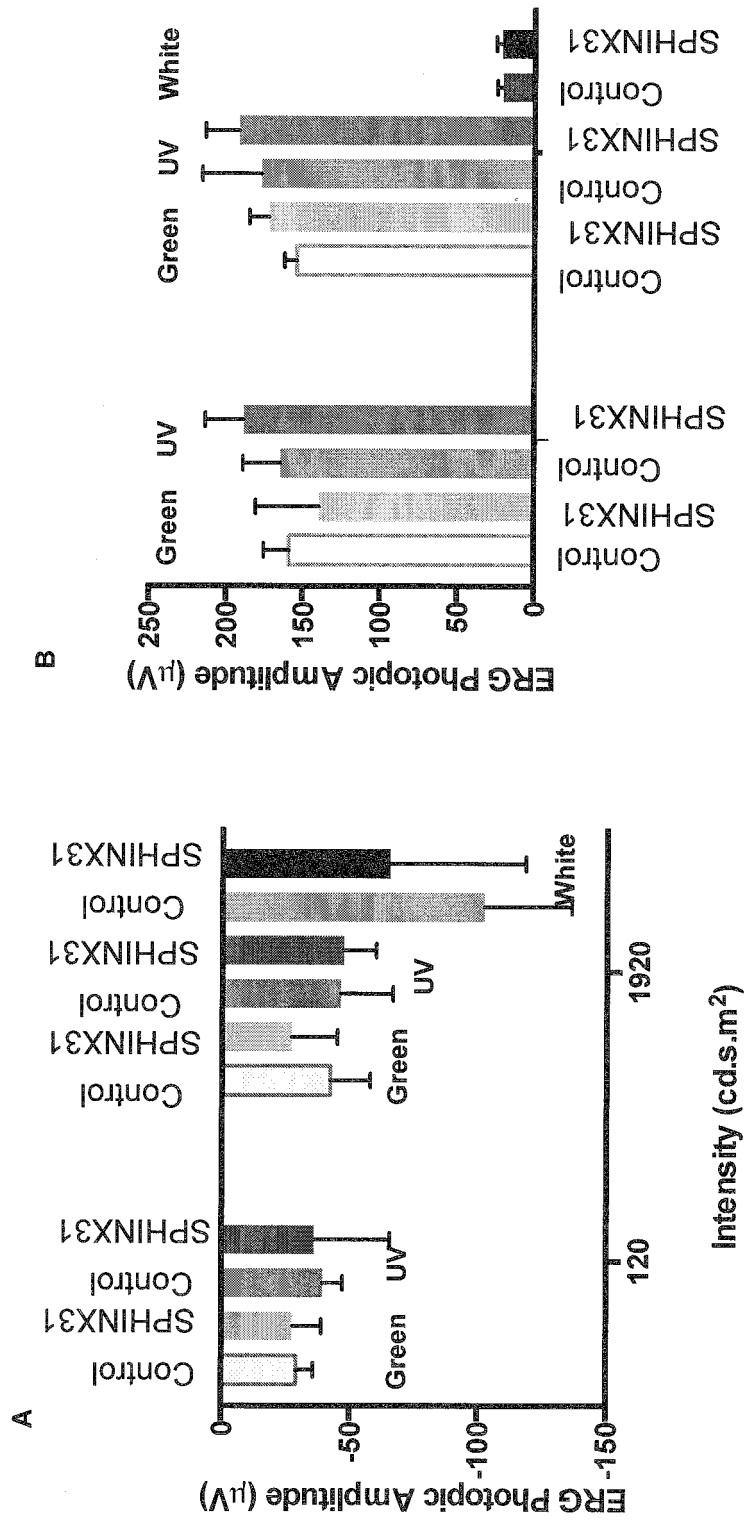 A
ERG Photopic Amplitude (µV)
0
-50
-100
-150
Control
SPHINX31
Control
SPHINX31
Control
SPHINX31
Control
SPHINX31
Control
SPHINX31
Green
UV
Green
UV
White
120
1920
Intensity (cd.s.m²)
B
ERG Photopic Amplitude (µV)
250
200
150
100
50
0
Green
UV
Green
UV
White
Control
SPHINX31
Control
SPHINX31
Control
SPHINX31
Control
SPHINX31
Control
SPHINX31